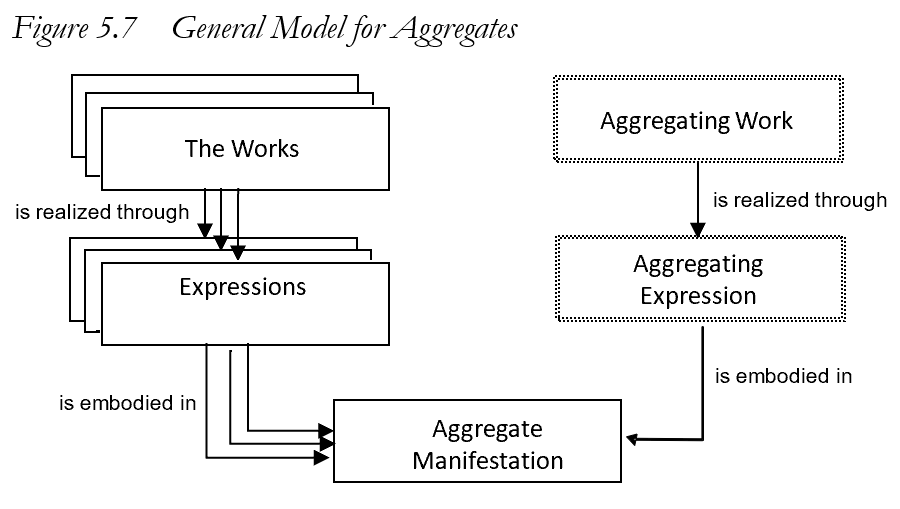 Figure 5.7 General Model for Aggregates
The Works
Aggregating Work
is realized through
is realized through
Expressions
Aggregating
Expression
is embodied in
is embodied in
Aggregate
Manifestation